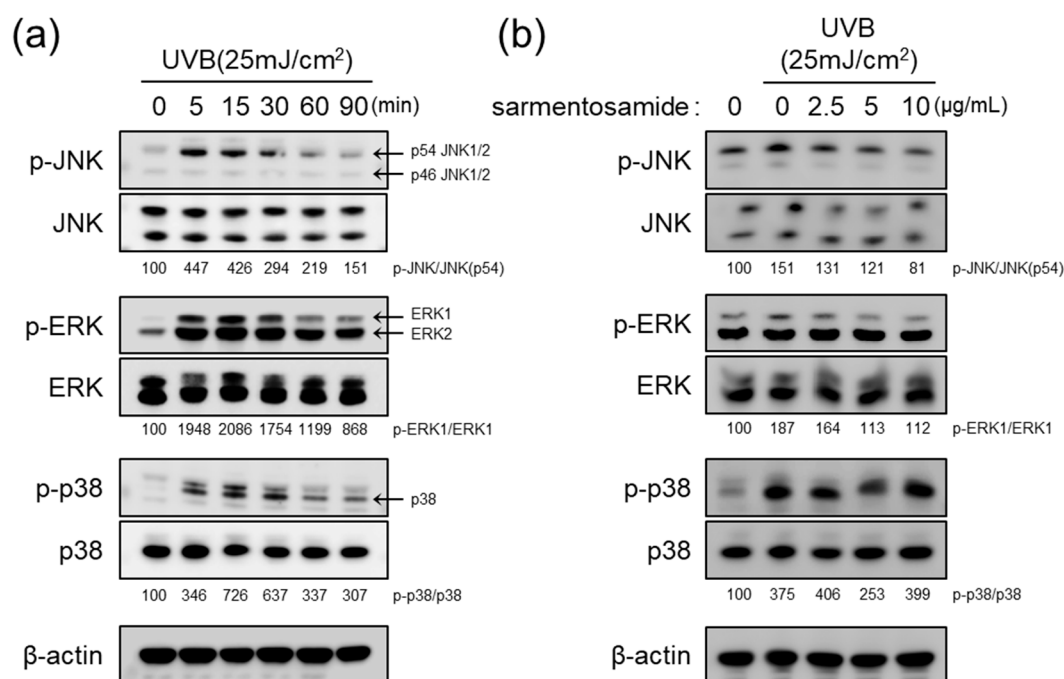 (a)
UVB(25mJ/cm²)
0 5 15 30 60 90 (min)
p-JNK
p54 JNK1/2
p46 JNK1/2
JNK
100 447 426 294 219 151 p-JNK/JNK(p54)
p-ERK
ERK1
ERK2
ERK
100 1948 2086 1754 1199 868 p-ERK1/ERK1
p-p38
p38
p38
100 346 726 637 337 307 p-p38/p38
β-actin
(b)
UVB
(25mJ/cm²)
sarmentosamide : 0 0 2.5 5 10 (μg/mL)
p-JNK
JNK
100 151 131 121 81 p-JNK/JNK(p54)
p-ERK
ERK
100 187 164 113 112 p-ERK1/ERK1
p-p38
p38
100 375 406 253 399 p-p38/p38
β-actin